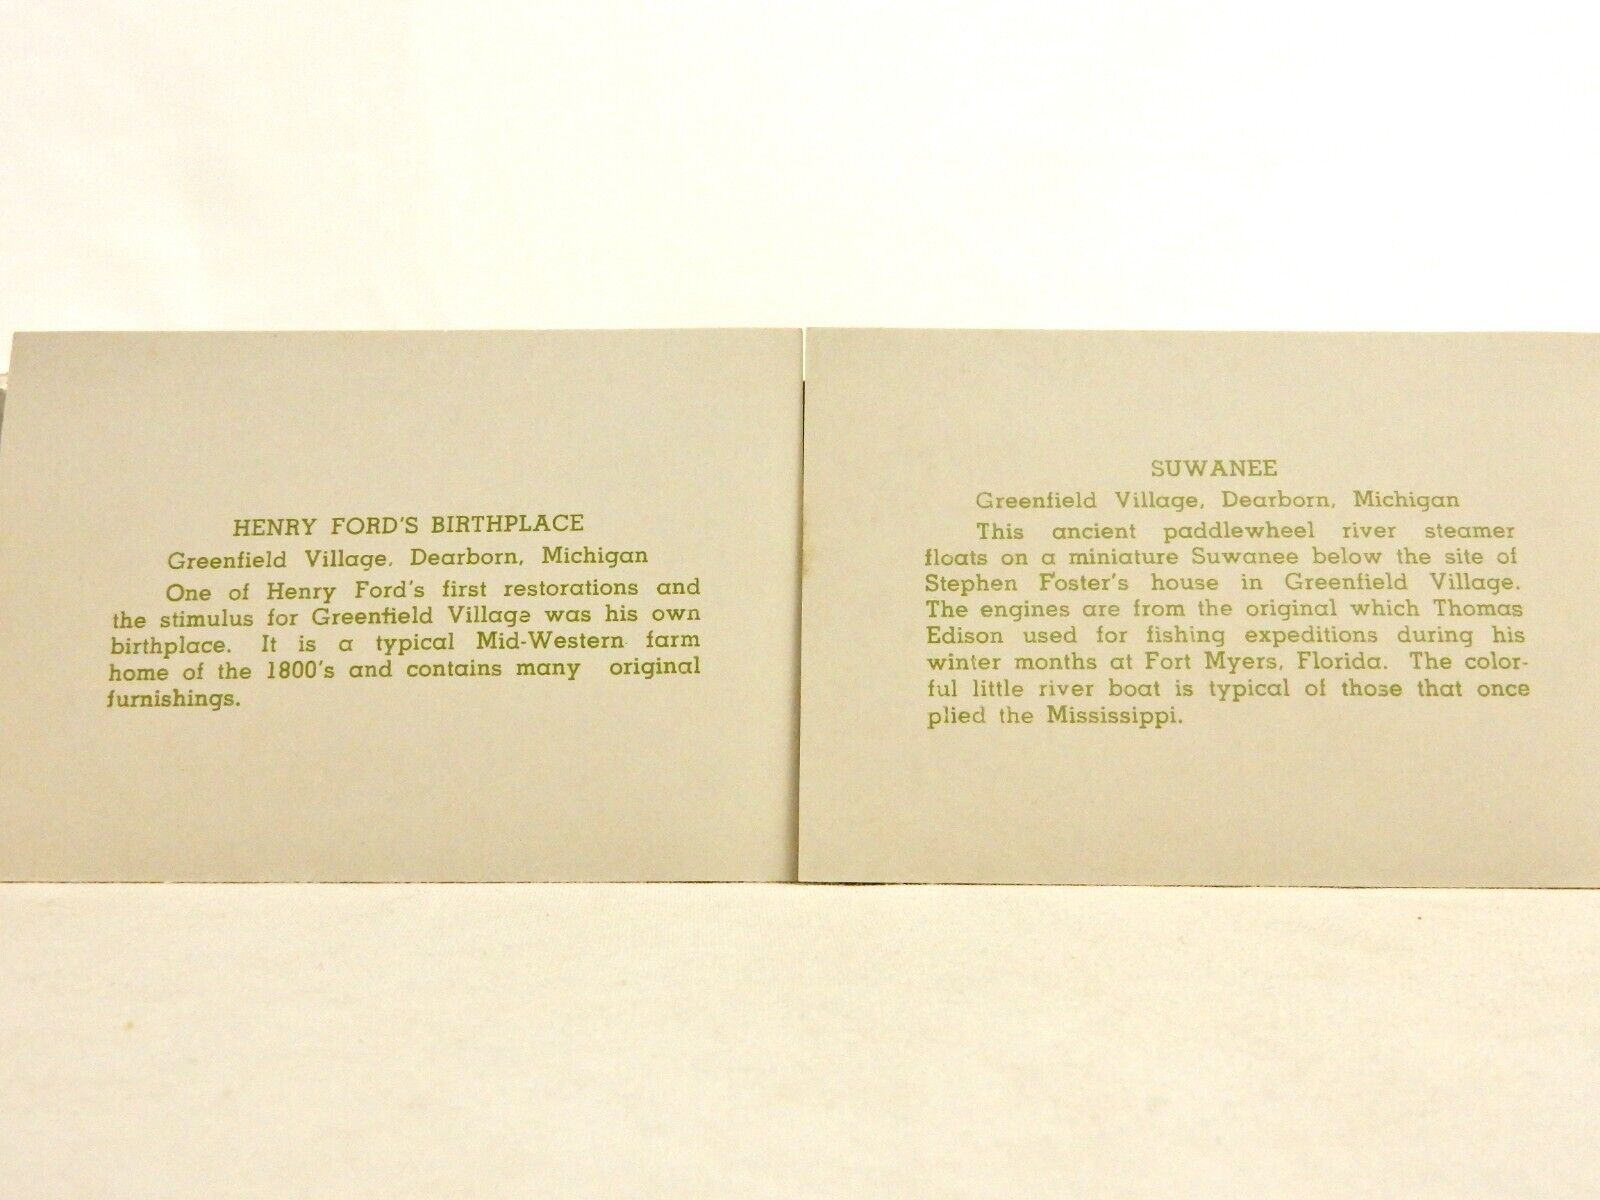 HENRY FORD'S BIRTHPLACE
Greenfield Village, Dearborn, Michigan
One of Henry Ford's first restorations and
the stimulus for Greenfield Village was his own
birthplace. It is a typical Mid-Western farm
home of the 1800's and contains many original
furnishings.
SUWANEE
Greenfield Village, Dearborn, Michigan
This ancient paddlewheel river steamer
floats on a miniature Suwanee below the site of
Stephen Foster's house in Greenfield Village.
The engines are from the original which Thomas
Edison used for fishing expeditions during his
winter months at Fort Myers, Florida. The color-
ful little river boat is typical of those that once
plied the Mississippi.